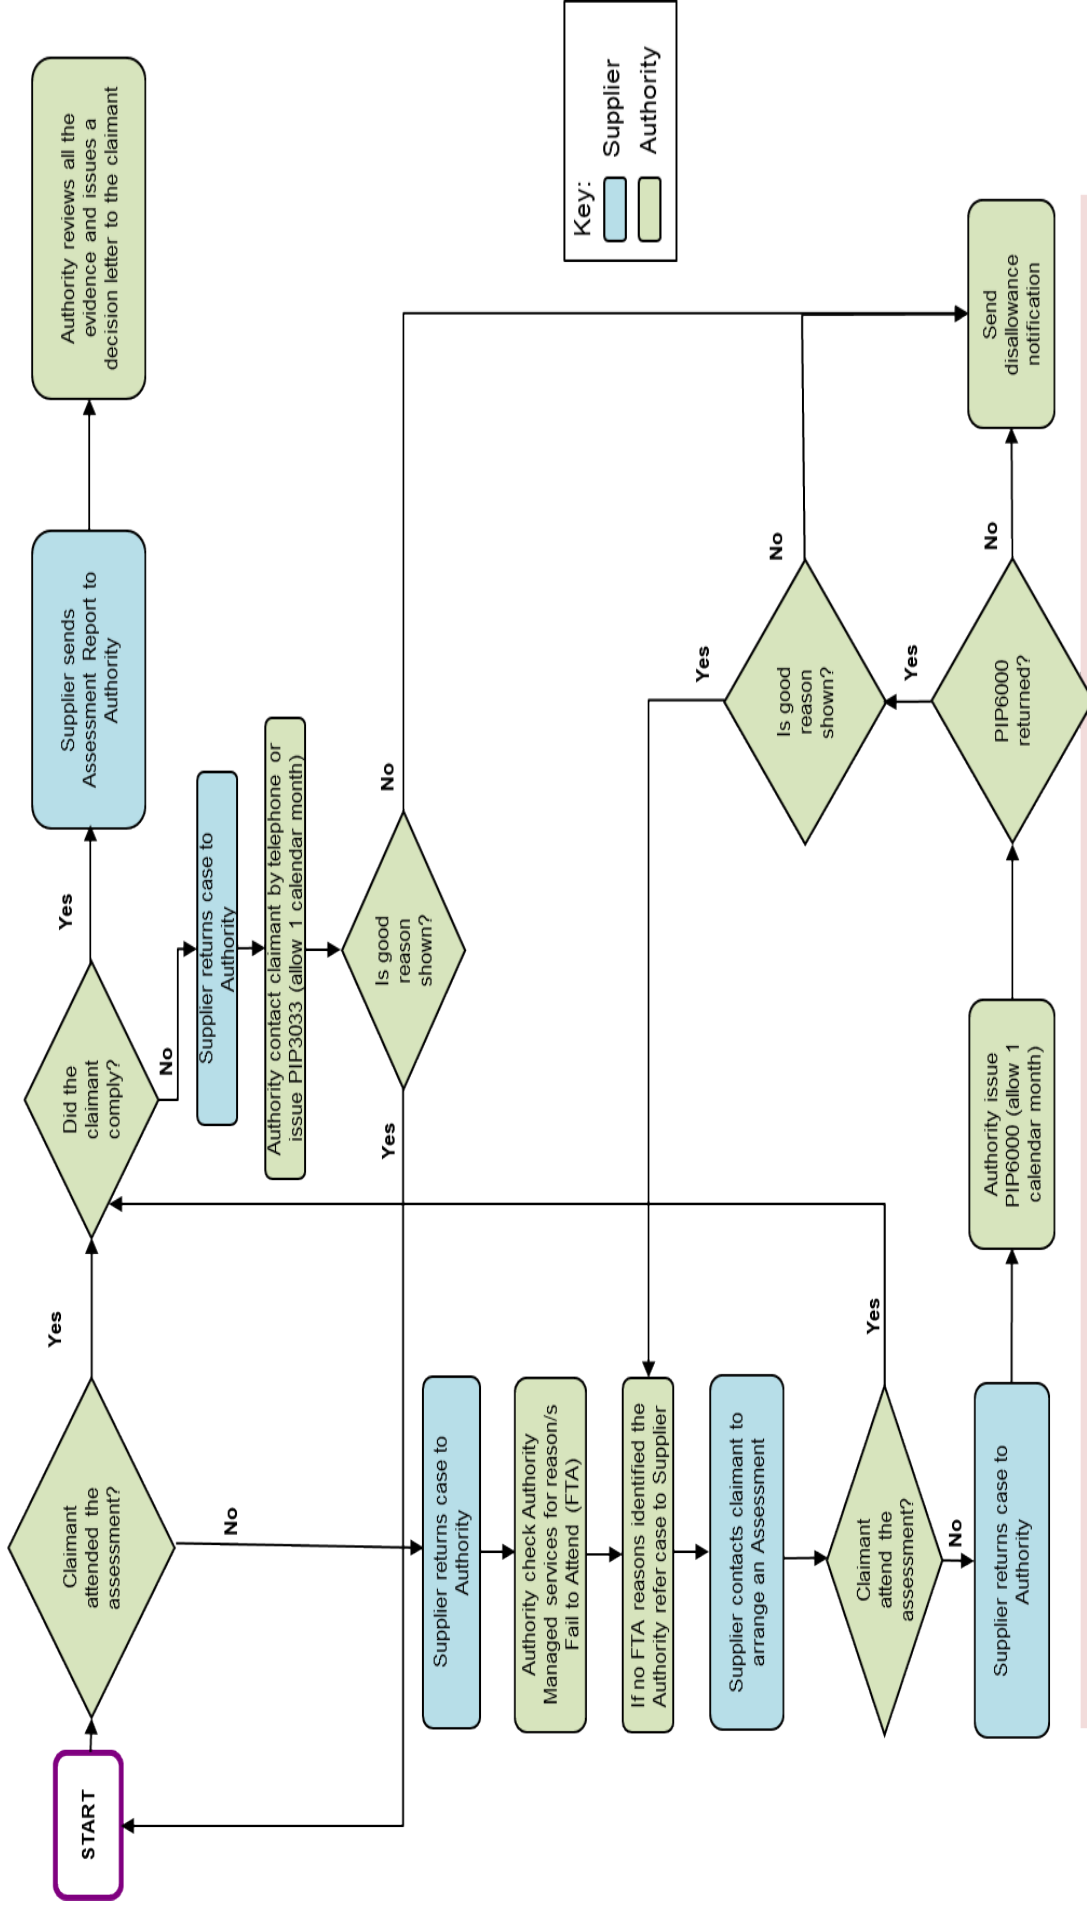 START
Claimant
attended the
assessment?
Yes
No
Did the
claimant
comply?
Yes
No
Supplier sends
Assessment Report to
Authority
Authority reviews all the
evidence and issues a
decision letter to the claimant
Supplier returns case to
Authority
Authority contact claimant by telephone or
issue PIP3033 (allow 1 calendar month)
Is good
reason
shown?
Yes
No
Supplier returns case to
Authority
Authority check Authority
Managed services for reason/s
Fail to Attend (FTA)
If no FTA reasons identified the
Authority refer case to Supplier
Supplier contacts claimant to
arrange an Assessment
Claimant
attend the
assessment?
Yes
No
Supplier returns case to
Authority
Authority issue
PIP6000 (allow 1
calendar month)
PIP6000
returned?
Yes
No
Is good
reason
shown?
Yes
No
Send
disallowance
notification
Key:
Supplier
Authority